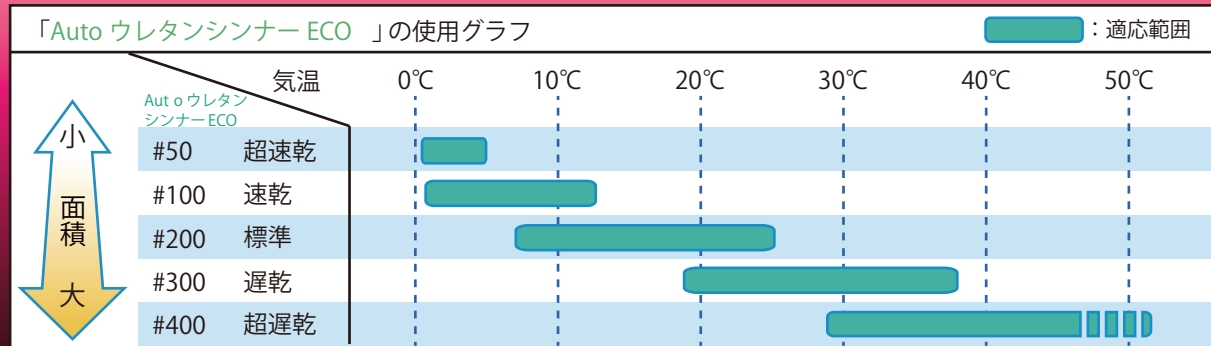 「Auto ウレタンシンナー ECO 」の使用グラフ
：適応範囲
気温 0℃ 10℃ 20℃ 30℃ 40℃ 50℃
Aut o ウレタン
シンナー ECO
小
面積
大
#50 超速乾
#100 速乾
#200 標準
#300 遅乾
#400 超遅乾